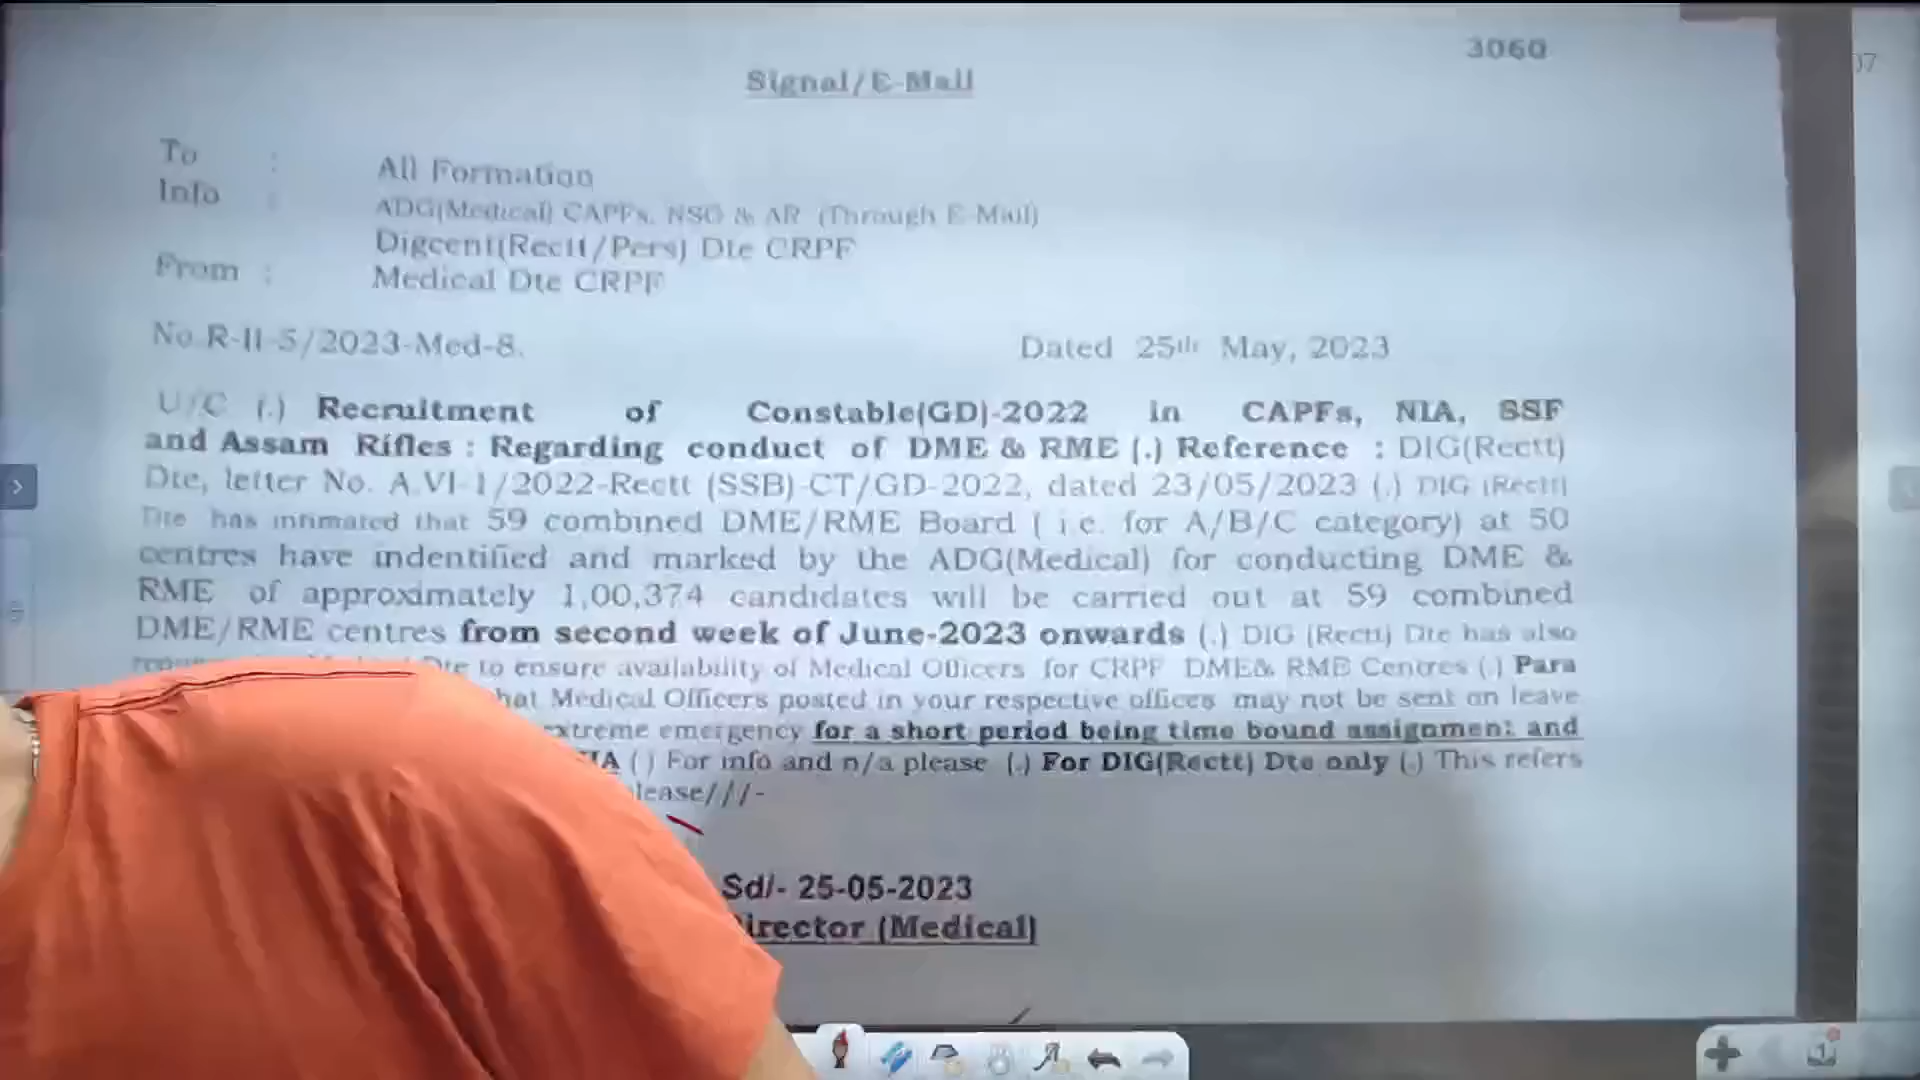 3060
Signal/E-Mail
To :
All Formation
Info :
ADG(Medical) CAPFs, NSG & AR (Through E-Mail)
Digcent(Rectt/Pers) Dte CRPF
From :
Medical Dte CRPF
No.R-II-5/2023-Med-8.
Dated 25th May, 2023
U/C (.) Recruitment of Constable(GD)-2022 in CAPFs, NIA, SSF
and Assam Rifles : Regarding conduct of DME & RME (.) Reference : DIG(Rectt)
Dte, letter No. A.VI-1/2022-Rectt (SSB)-CT/GD-2022, dated 23/05/2023 (.) DIG (Rectt)
Dte has intimated that 59 combined DME/RME Board ( i.e. for A/B/C category) at 50
centres have indentified and marked by the ADG(Medical) for conducting DME &
RME of approximately 1,00,374 candidates will be carried out at 59 combined
DME/RME centres from second week of June-2023 onwards (.) DIG (Rectt) Dte has also
Dte to ensure availability of Medical Officers for CRPF DME& RME Centres (.) Para
hat Medical Officers posted in your respective offices may not be sent on leave
xtreme emergency for a short period being time bound assignment and
IA () For info and n/a please (.) For DIG(Rectt) Dte only (.) This refers
lease///-
Sd/- 25-05-2023
irector (Medical)